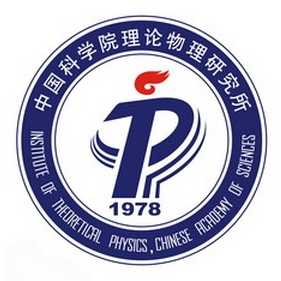 中国科学院理论物理研究所
1978
INSTITUTE OF THEORETICAL PHYSICS, CHINESE ACADEMY OF SCIENCES